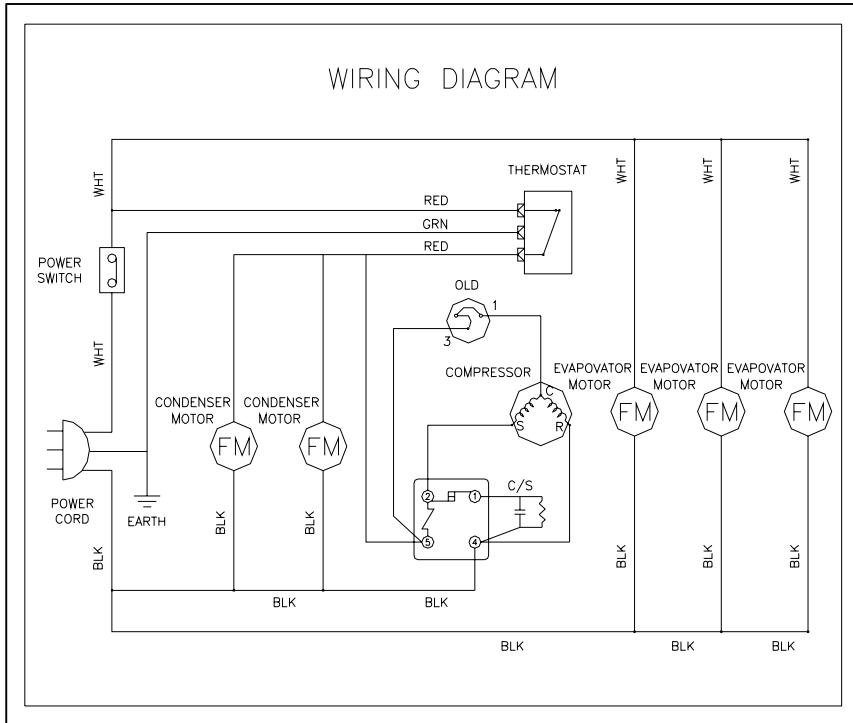 WIRING DIAGRAM
WHT
WHT
WHT
WHT
THERMOSTAT
RED
GRN
RED
POWER
SWITCH
OLD
1
3
WHT
COMPRESSOR
C
S
R
EVAPOVATOR
MOTOR
EVAPOVATOR
MOTOR
EVAPOVATOR
MOTOR
FM
FM
FM
CONDENSER
MOTOR
CONDENSER
MOTOR
FM
FM
POWER
CORD
EARTH
2
1
C/S
5
4
BLK
BLK
BLK
BLK
BLK
BLK
BLK
BLK
BLK
BLK
BLK